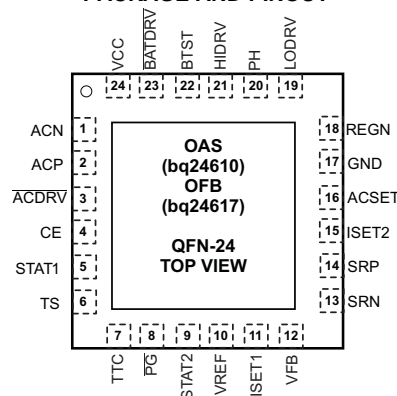 PACKAGE AND PINOUT
VCC
BATDRV
BTST
HIDRV
PH
LODRV
24 23 22 21 20 19
ACN 1
ACP 2
ACDRV 3
CE 4
STAT1 5
TS 6
OAS
(bq24610)
OFB
(bq24617)
QFN-24
TOP VIEW
18 REGN
17 GND
16 ACSET
15 ISET2
14 SRP
13 SRN
7 8 9 10 11 12
TTC
PG
STAT2
VREF
ISET1
VFB